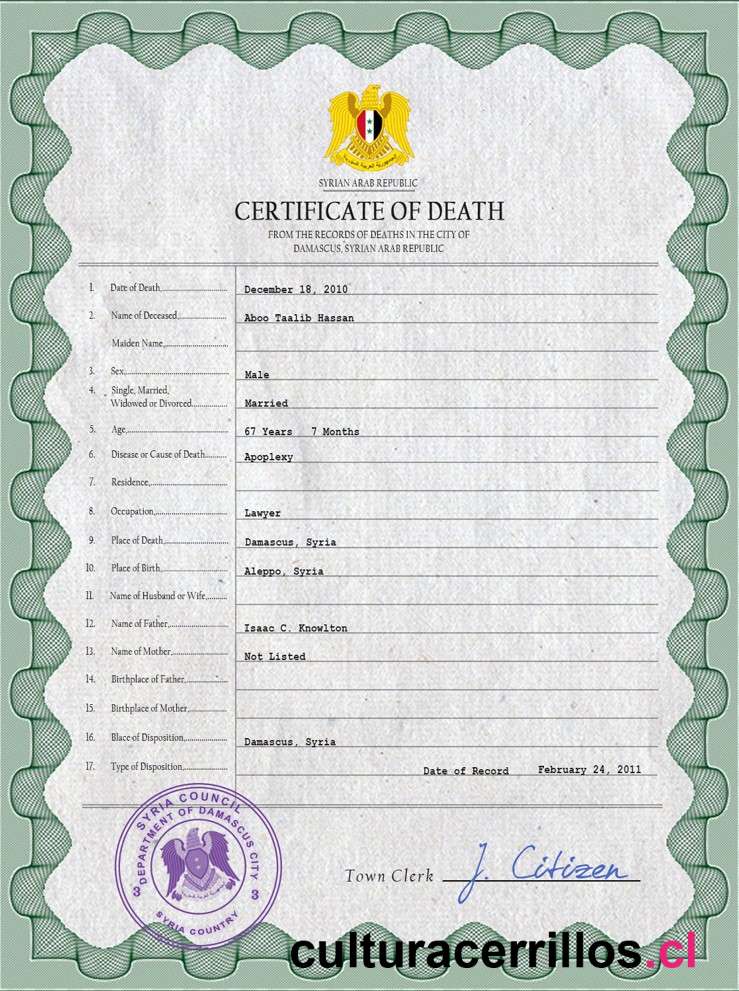 SYRIAN ARAB REPUBLIC
CERTIFICATE OF DEATH
FROM THE RECORDS OF DEATHS IN THE CITY OF
DAMASCUS, SYRIAN ARAB REPUBLIC
1. Date of Death December 18, 2010
2. Name of Deceased Aboo Taalib Hassan
Maiden Name,
3. Sex, Male
4. Single, Married,
Widowed or Divorced Married
5. Age, 67 Years 7 Months
6. Disease or Cause of Death Apoplexy
7. Residence,
8. Occupation, Lawyer
9. Place of Death, Damascus, Syria
10. Place of Birth, Aleppo, Syria
11. Name of Husband or Wife,
12. Name of Father, Isaac C. Knowlton
13. Name of Mother, Not Listed
14. Birthplace of Father,
15. Birthplace of Mother,
16. Blace of Disposition, Damascus, Syria
17. Type of Disposition, Date of Record February 24, 2011
SYRIA COUNCIL
DEPARTMENT OF DAMASCUS CITY
3 3
SYRIA COUNTRY
Town Clerk J. Citizen
culturacerrillos.cl